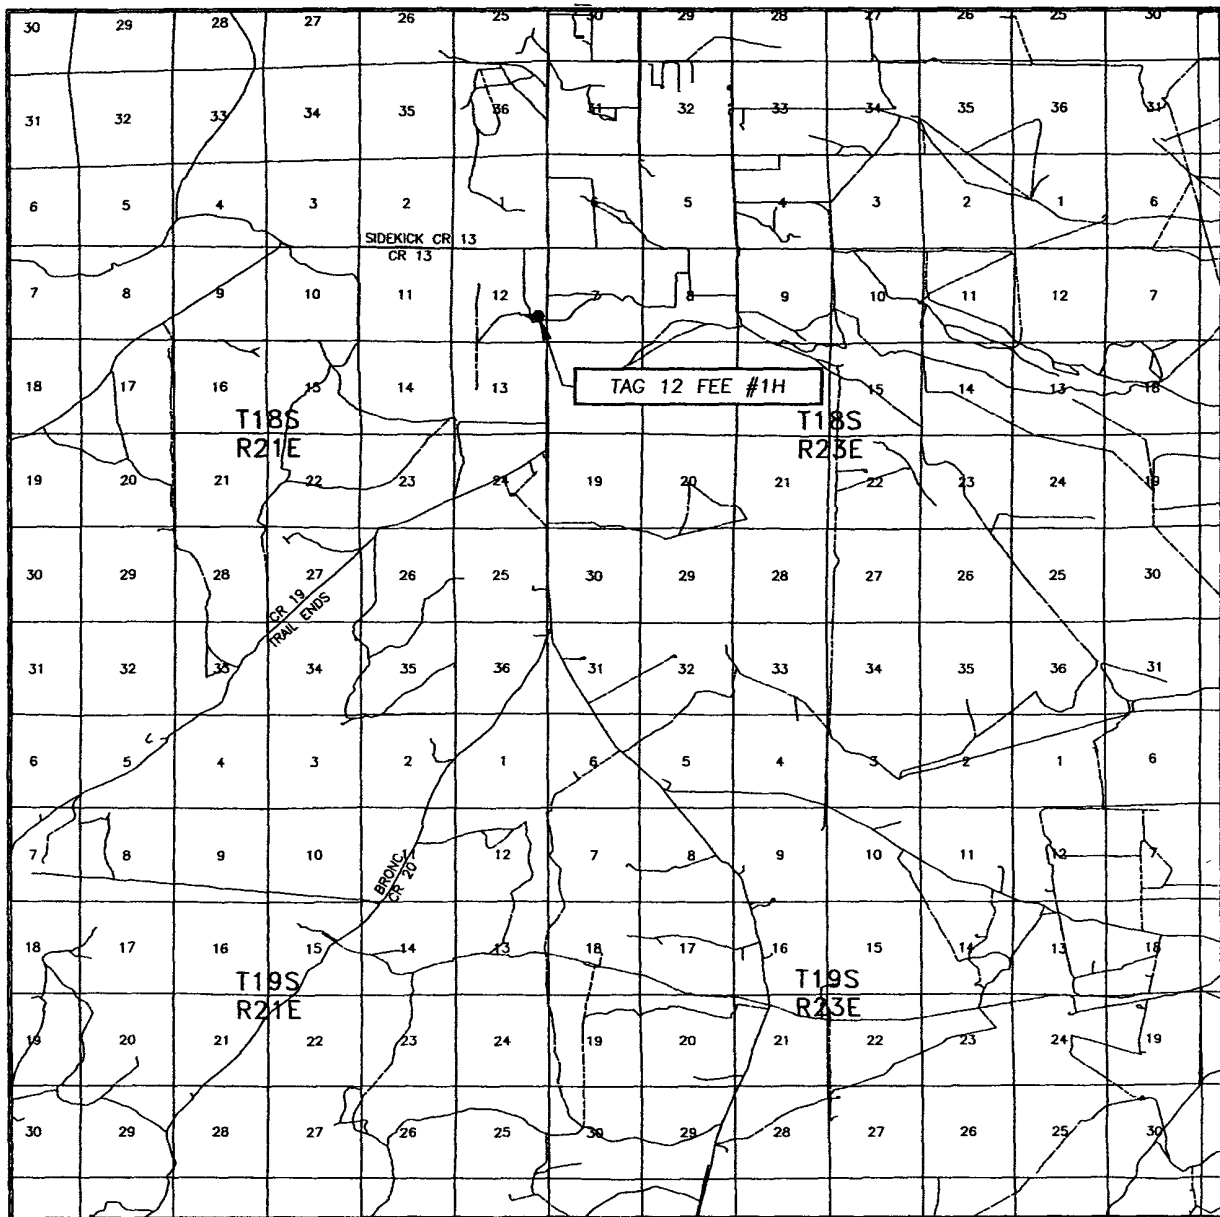 30 29 28 27 26 25 30 29 28 27 26 25 30
31 32 33 34 35 36 31 32 33 34 35 36 31
6 5 4 3 2 1 6 5 4 3 2 1 6
SIDEKICK CR 13
CR 13
7 8 9 10 11 12 7 8 9 10 11 12 7
18 17 16 15 14 13 TAG 12 FEE #1H 15 14 13 18
T18S T18S
R21E R23E
19 20 21 22 23 24 19 20 21 22 23 24 19
30 29 28 27 26 25 30 29 28 27 26 25 30
CR 19
TRAIL ENDS
31 32 33 34 35 36 31 32 33 34 35 36 31
6 5 4 3 2 1 6 5 4 3 2 1 6
7 8 9 10 11 12 7 8 9 10 11 12 7
BRONC
CR 20
18 17 16 15 14 13 18 17 16 15 14 13 18
T19S T19S
R21E R23E
19 20 21 22 23 24 19 20 21 22 23 24 19
30 29 28 27 26 25 30 29 28 27 26 25 30